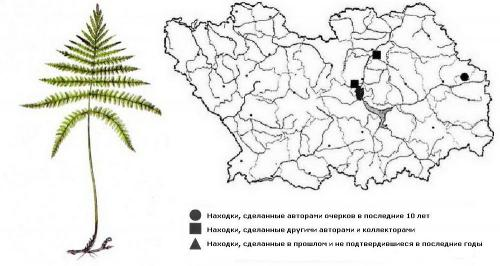 Находки, сделанные авторами очерков в последние 10 лет
Находки, сделанные другими авторами и коллекторами
Находки, сделанные в прошлом и не подтвердившиеся в последние годы